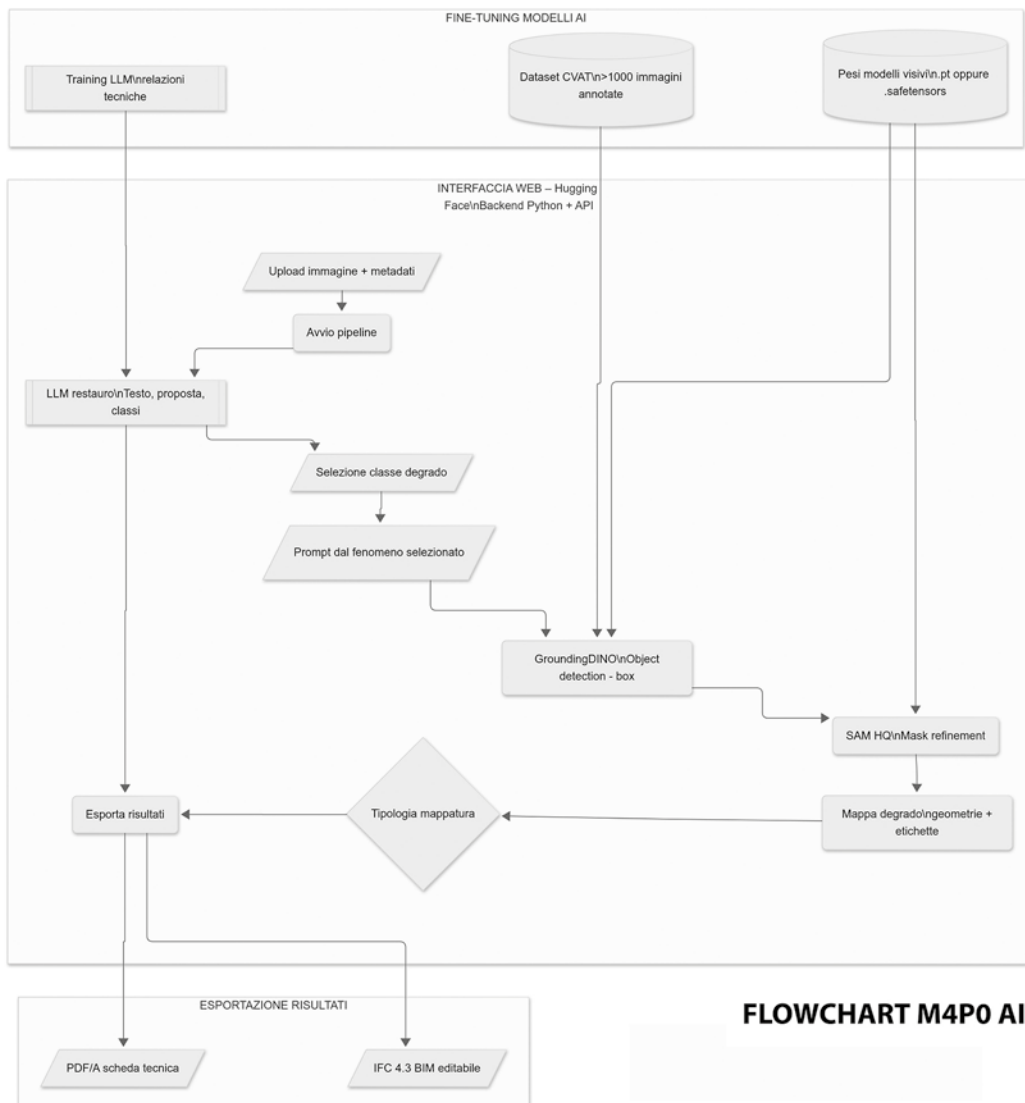 FINE-TUNING MODELLI AI
Training LLM\nrelazioni
tecniche
Dataset CVAT\n>1000 immagini
annotate
Pesi modelli visivi\n.pt oppure
.safetensors
INTERFACCIA WEB – Hugging
Face\nBackend Python + API
Upload immagine + metadati
Avvio pipeline
LLM restauro\nTesto, proposta,
classi
Selezione classe degrado
Prompt dal fenomeno selezionato
GroundingDINO\nObject
detection - box
SAM HQ\nMask refinement
Mappa degrado\ngeometrie +
etichette
Tipologia mappatura
Esporta risultati
ESPORTAZIONE RISULTATI
PDF/A scheda tecnica
IFC 4.3 BIM editabile
FLOWCHART M4P0 AI